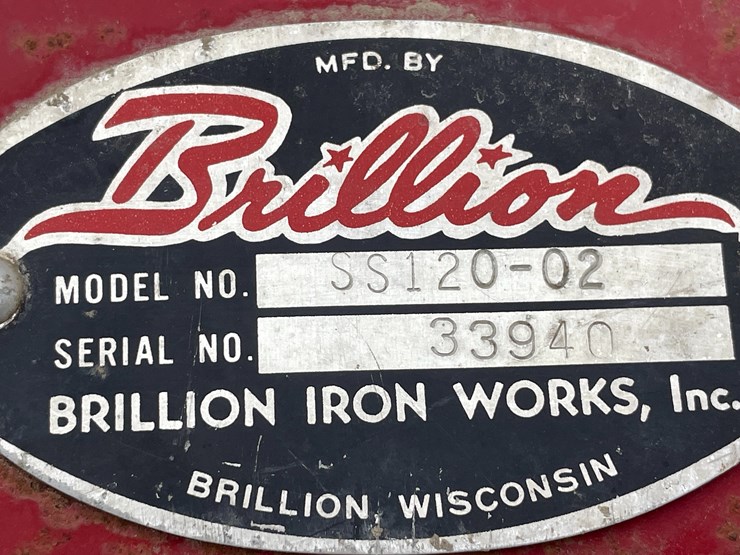 MFD. BY
Brillion
MODEL NO. SS120-02
SERIAL NO. 33940
BRILLION IRON WORKS, Inc.
BRILLION, WISCONSIN